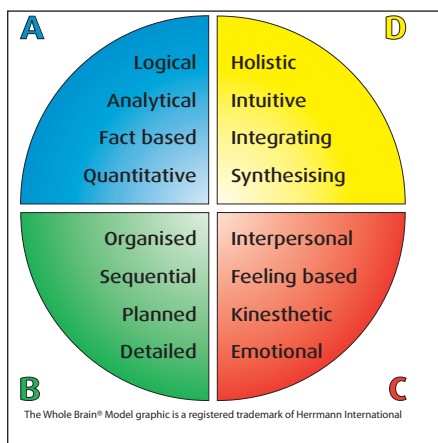 A
D
Logical
Analytical
Fact based
Quantitative
Holistic
Intuitive
Integrating
Synthesising
Organised
Sequential
Planned
Detailed
Interpersonal
Feeling based
Kinesthetic
Emotional
B
C
The Whole Brain® Model graphic is a registered trademark of Herrmann International